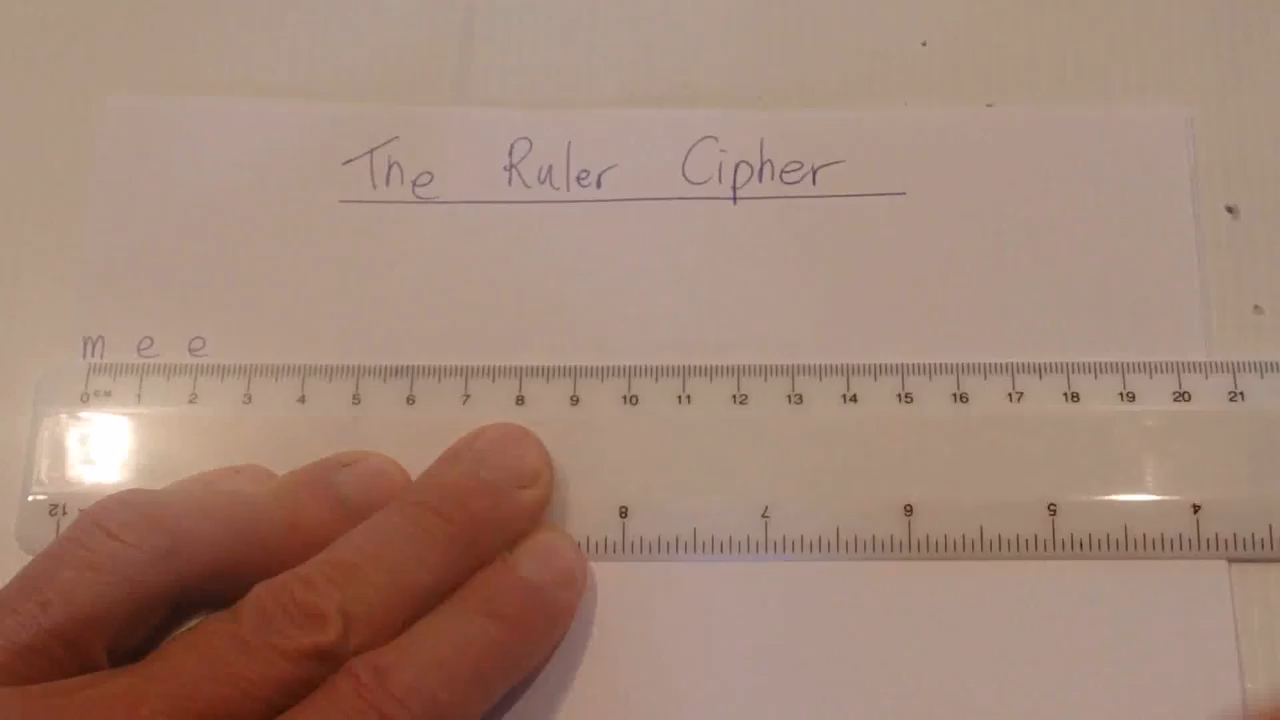 The Ruler Cipher
m e e
0 1 2 3 4 5 6 7 8 9 10 11 12 13 14 15 16 17 18 19 20 21
12 8 7 6 5 4